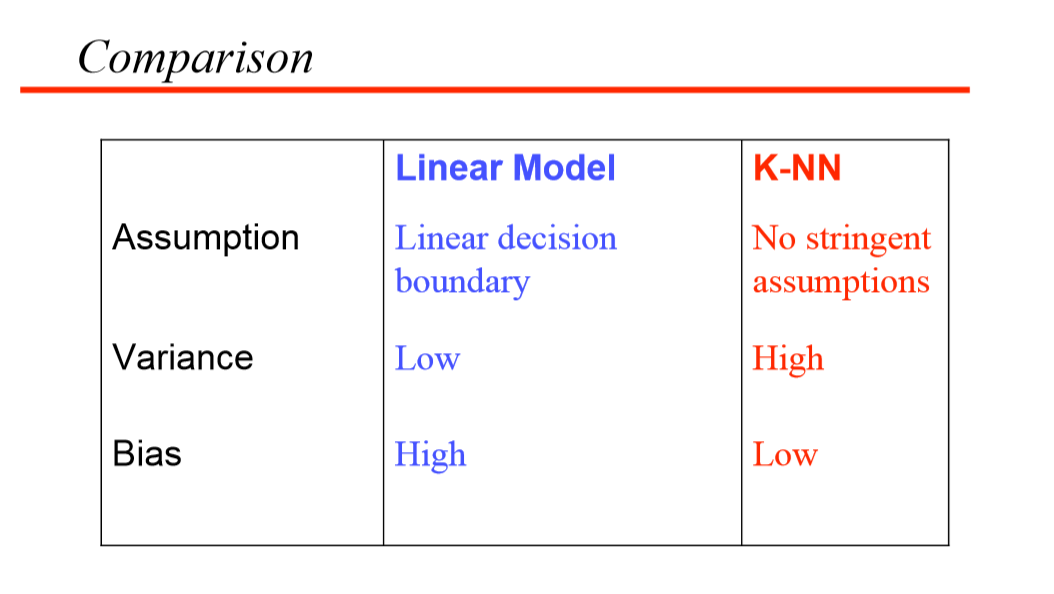 Comparison
Linear Model K-NN
Assumption Linear decision No stringent
boundary assumptions
Variance Low High
Bias High Low